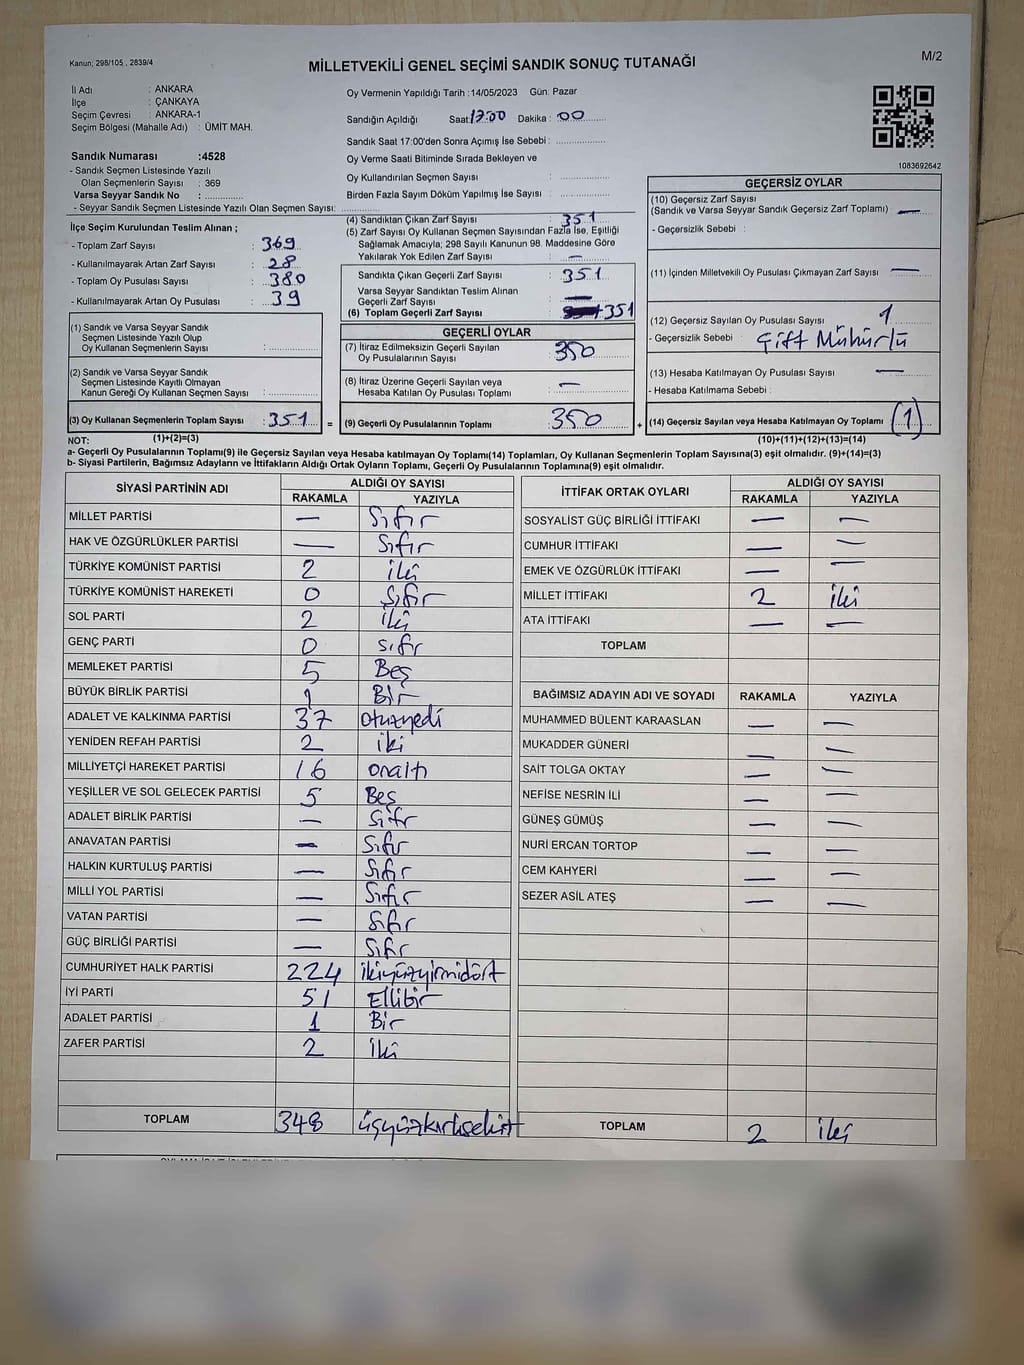 Kanun; 298/105 , 2839/4
MİLLETVEKİLİ GENEL SEÇİMİ SANDIK SONUÇ TUTANAĞI
M/2
İl Adı : ANKARA
İlçe : ÇANKAYA
Seçim Çevresi : ANKARA-1
Seçim Bölgesi (Mahalle Adı) : ÜMİT MAH.
Sandık Numarası :4528
- Sandık Seçmen Listesinde Yazılı
Olan Seçmenlerin Sayısı : 369
Varsa Seyyar Sandık No :
- Seyyar Sandık Seçmen Listesinde Yazılı Olan Seçmen Sayısı:
Oy Vermenin Yapıldığı Tarih :14/05/2023 Gün: Pazar
Sandığın Açıldığı Saat: 17:00 Dakika : 00
Sandık Saat 17:00'den Sonra Açımış İse Sebebi :
Oy Verme Saati Bitiminde Sırada Bekleyen ve
Oy Kullandırılan Seçmen Sayısı :
Birden Fazla Sayım Döküm Yapılmış İse Sayısı :
1083692642
İlçe Seçim Kurulundan Teslim Alınan ;
- Toplam Zarf Sayısı : 369
- Kullanılmayarak Artan Zarf Sayısı : 28
- Toplam Oy Pusulası : 380
- Kullanılmayarak Artan Oy Pusulası : 39
(1) Sandık ve Varsa Seyyar Sandık
Seçmen Listesinde Yazılı Olup
Oy Kullanan Seçmenlerin Sayısı :
(2) Sandık ve Varsa Seyyar Sandık
Seçmen Listesinde Kayıtlı Olmayan
Kanun Gereği Oy Kullanan Seçmen Sayısı :
(3) Oy Kullanan Seçmenlerin Toplam Sayısı : 351 =
(4) Sandıktan Çıkan Zarf Sayısı : 351
(5) Zarf Sayısı Oy Kullanan Seçmen Sayısından Fazla İse, Eşitliği
Sağlamak Amacıyla; 298 Sayılı Kanunun 98. Maddesine Göre
Yakılarak Yok Edilen Zarf Sayısı : —
Sandıkta Çıkan Geçerli Zarf Sayısı : 351
Varsa Seyyar Sandıktan Teslim Alınan
Geçerli Zarf Sayısı : —
(6) Toplam Geçerli Zarf Sayısı : 351
GEÇERLİ OYLAR
(7) İtiraz Edilmeksizin Geçerli Sayılan
Oy Pusulalarının Sayısı : 350
(8) İtiraz Üzerine Geçerli Sayılan veya
Hesaba Katılan Oy Pusulası Toplamı : —
(9) Geçerli Oy Pusulalarının Toplamı : 350 +
GEÇERSİZ OYLAR
(10) Geçersiz Zarf Sayısı
(Sandık ve Varsa Seyyar Sandık Geçersiz Zarf Toplamı) : —
- Geçersizlik Sebebi :
(11) İçinden Milletvekili Oy Pusulası Çıkmayan Zarf Sayısı : —
(12) Geçersiz Sayılan Oy Pusulası Sayısı : 1
- Geçersizlik Sebebi : Çift Mühürlü
(13) Hesaba Katılmayan Oy Pusulası Sayısı : —
- Hesaba Katılmama Sebebi :
(14) Geçersiz Sayılan veya Hesaba Katılmayan Oy Toplamı (1)
NOT: (1)+(2)=(3) (10)+(11)+(12)+(13)=(14)
a- Geçerli Oy Pusulalarının Toplamı(9) ile Geçersiz Sayılan veya Hesaba katılmayan Oy Toplamı(14) Toplamları, Oy Kullanan Seçmenlerin Toplam Sayısına(3) eşit olmalıdır. (9)+(14)=(3)
b- Siyasi Partilerin, Bağımsız Adayların ve İttifakların Aldığı Ortak Oyların Toplamı, Geçerli Oy Pusulalarının Toplamına(9) eşit olmalıdır.
SİYASİ PARTİNİN ADI ALDIĞI OY SAYISI
RAKAMLA YAZIYLA
MİLLET PARTİSİ — Sıfır
HAK VE ÖZGÜRLÜKLER PARTİSİ — Sıfır
TÜRKİYE KOMÜNİST PARTİSİ 2 iki
TÜRKİYE KOMÜNİST HAREKETİ 0 Sıfır
SOL PARTİ 2 iki
GENÇ PARTİ 0 sıfır
MEMLEKET PARTİSİ 5 Beş
BÜYÜK BİRLİK PARTİSİ 1 Bir
ADALET VE KALKINMA PARTİSİ 37 otuzyedi
YENİDEN REFAH PARTİSİ 2 iki
MİLLİYETÇİ HAREKET PARTİSİ 16 onaltı
YEŞİLLER VE SOL GELECEK PARTİSİ 5 Beş
ADALET BİRLİK PARTİSİ — Sıfır
ANAVATAN PARTİSİ — Sıfır
HALKIN KURTULUŞ PARTİSİ — Sıfır
MİLLİ YOL PARTİSİ — Sıfır
VATAN PARTİSİ — Sıfır
GÜÇ BİRLİĞİ PARTİSİ — Sıfır
CUMHURİYET HALK PARTİSİ 224 ikiyüzyirmidört
İYİ PARTİ 51 Ellibir
ADALET PARTİSİ 1 Bir
ZAFER PARTİSİ 2 iki
TOPLAM 348 üçyüzkırksekiz
İTTİFAK ORTAK OYLARI ALDIĞI OY SAYISI
RAKAMLA YAZIYLA
SOSYALİST GÜÇ BİRLİĞİ İTTİFAKI — —
CUMHUR İTTİFAKI — —
EMEK VE ÖZGÜRLÜK İTTİFAKI — —
MİLLET İTTİFAKI 2 iki
ATA İTTİFAKI — —
TOPLAM
BAĞIMSIZ ADAYIN ADI VE SOYADI RAKAMLA YAZIYLA
MUHAMMED BÜLENT KARAASLAN — —
MUKADDER GÜNERİ — —
SAİT TOLGA OKTAY — —
NEFİSE NESRİN İLİ — —
GÜNEŞ GÜMÜŞ — —
NURİ ERCAN TORTOP — —
CEM KAHYERİ — —
SEZER ASİL ATEŞ — —
TOPLAM 2 iki